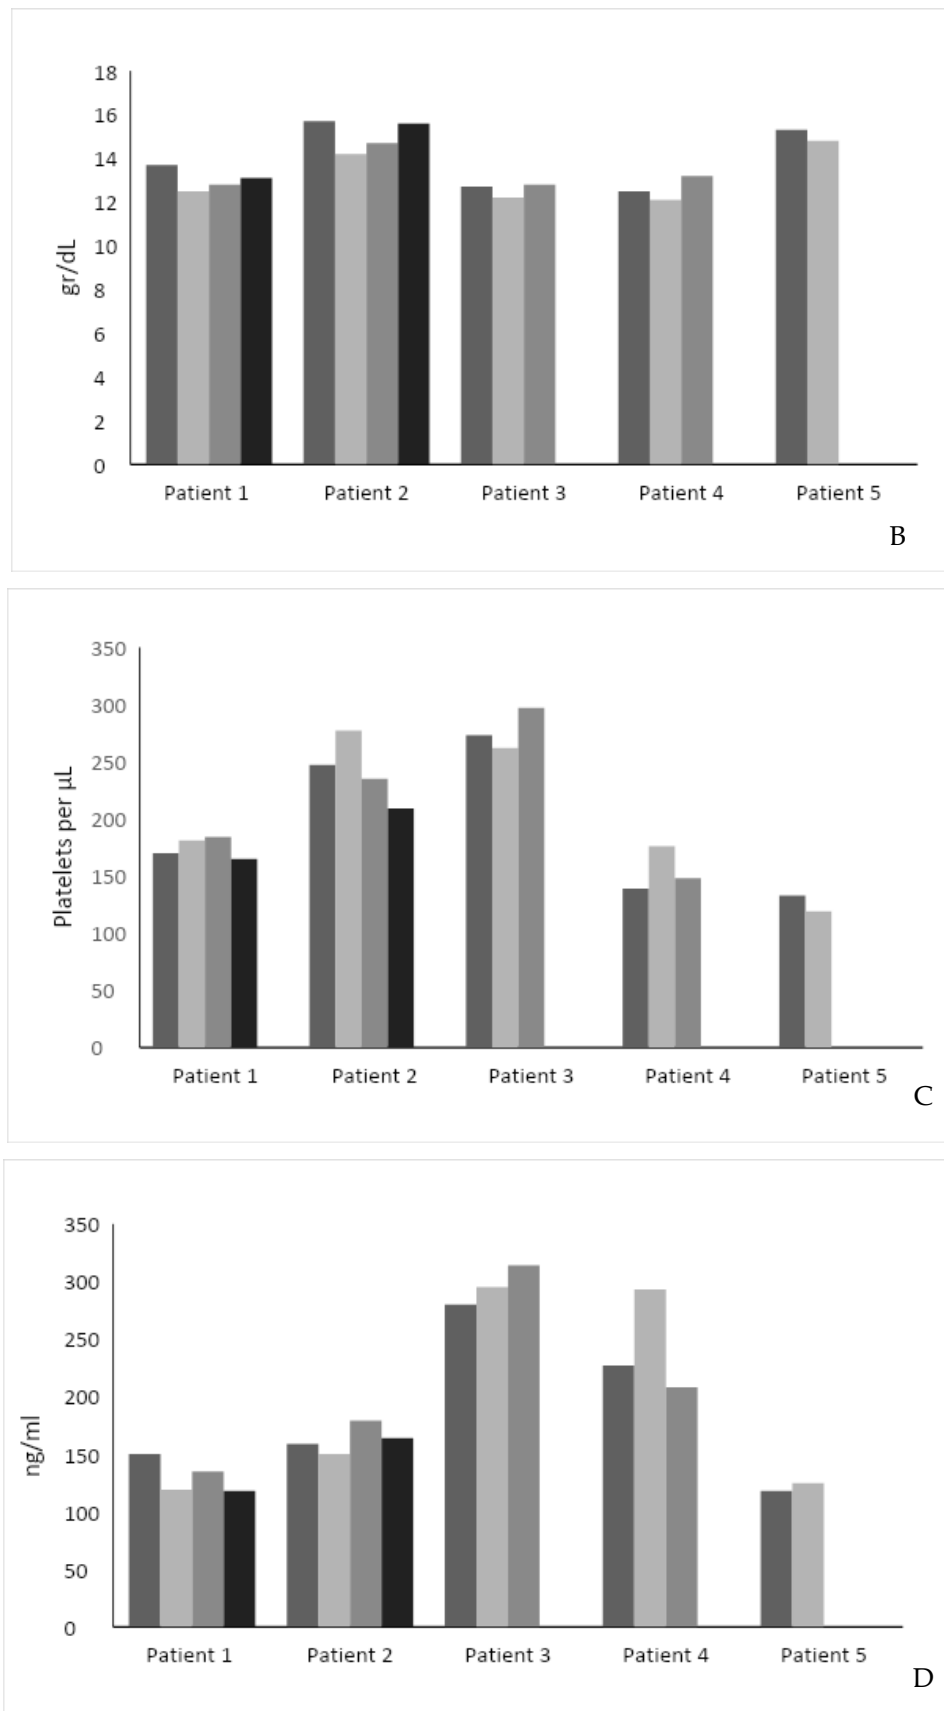 18
16
14
12
10
8
6
4
2
0
gr/dL
Patient 1 Patient 2 Patient 3 Patient 4 Patient 5
B
350
300
250
200
150
100
50
0
Platelets per µL
Patient 1 Patient 2 Patient 3 Patient 4 Patient 5
C
350
300
250
200
150
100
50
0
ng/ml
Patient 1 Patient 2 Patient 3 Patient 4 Patient 5
D